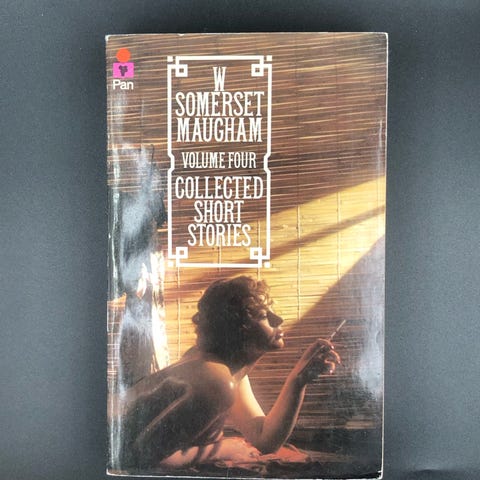 Pan
W
SOMERSET
MAUGHAM
VOLUME FOUR
COLLECTED
SHORT
STORIES